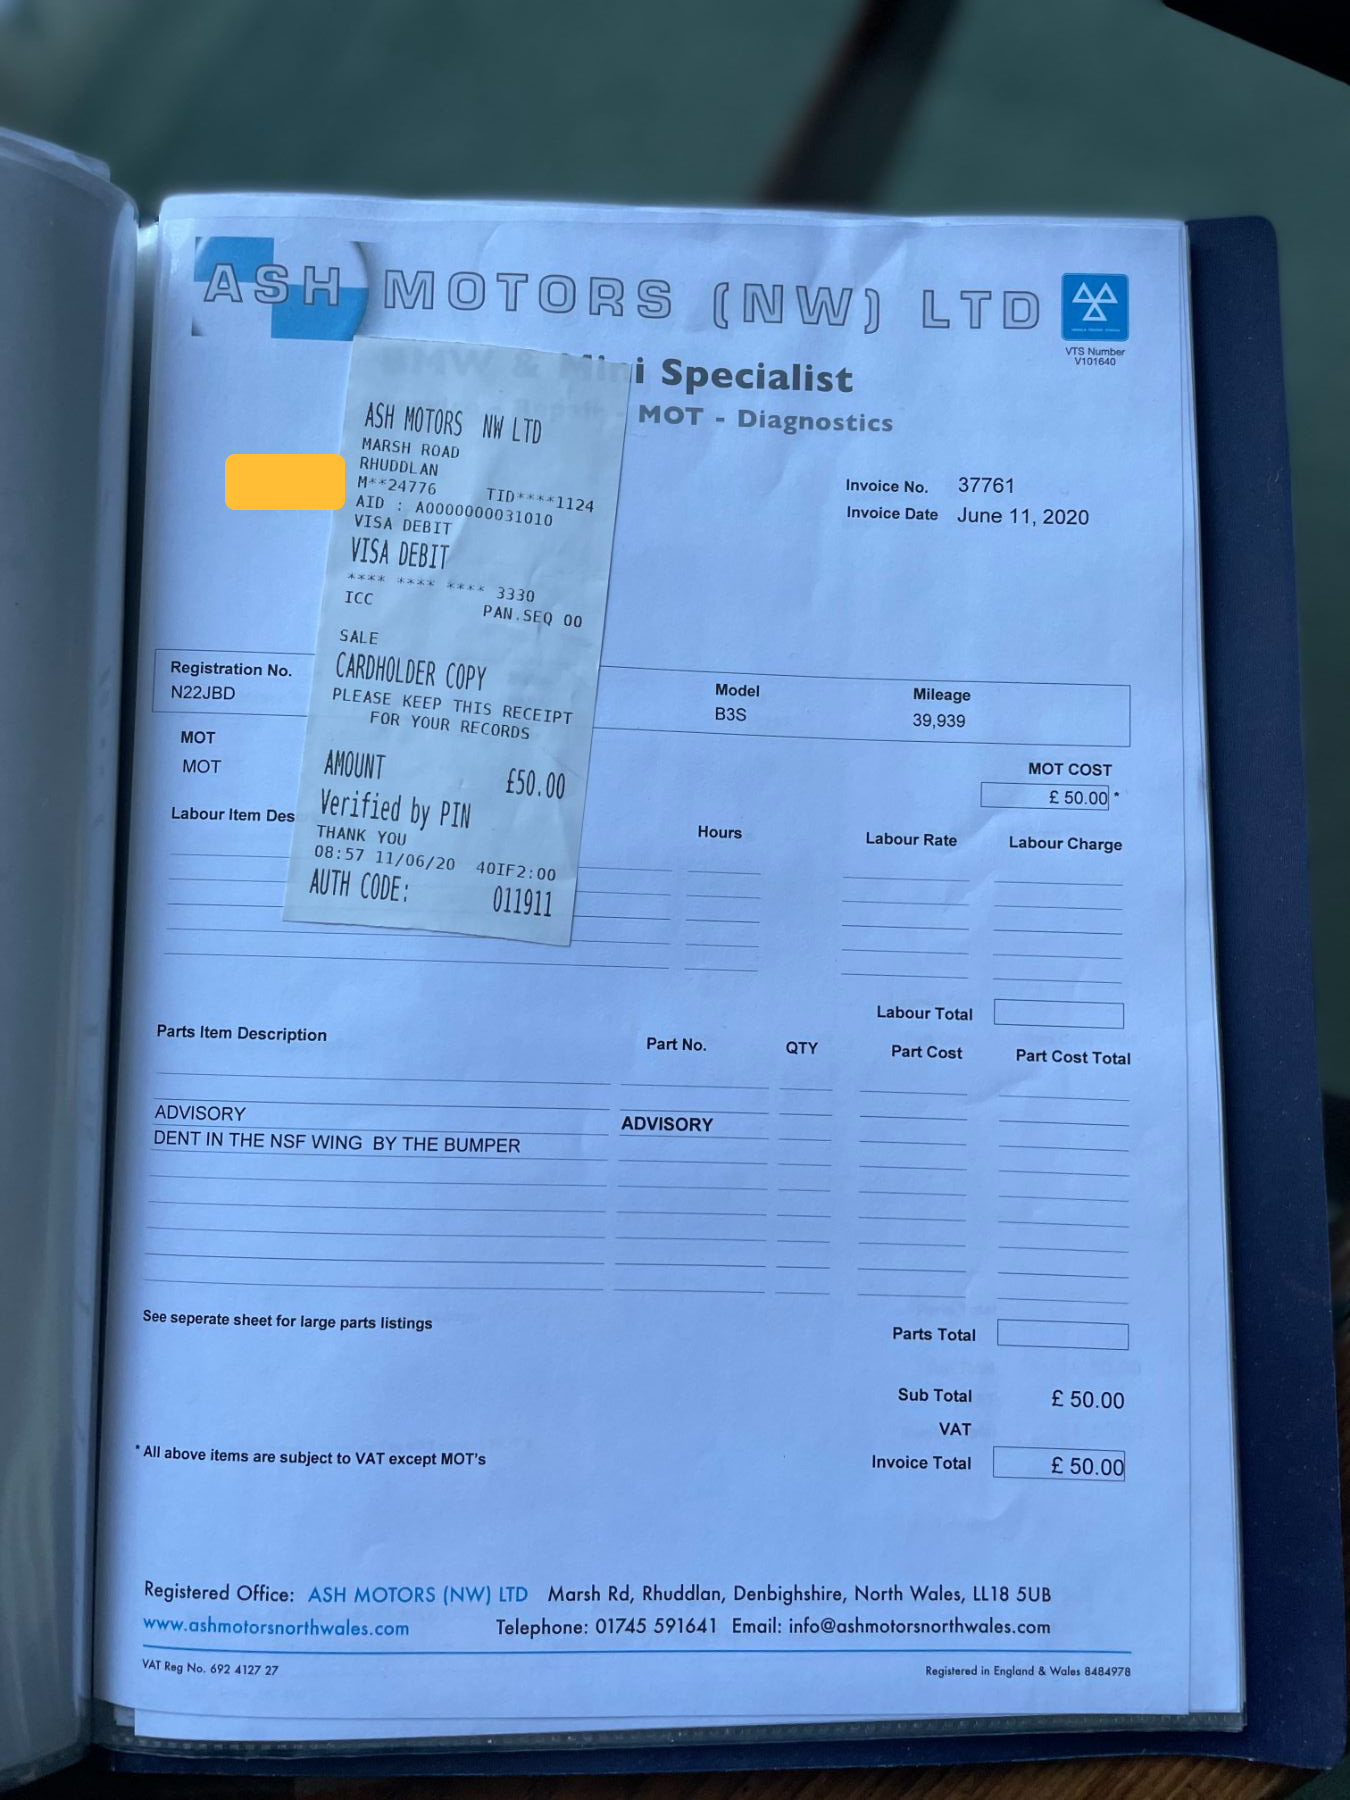 ASH MOTORS (NW) LTD
VTS Number
V101640
i Specialist
MOT - Diagnostics
ASH MOTORS NW LTD
MARSH ROAD
RHUDDLAN
M**24776 TID****1124
AID : A0000000031010
VISA DEBIT
VISA DEBIT
**** **** **** 3330
ICC PAN.SEQ 00
SALE
CARDHOLDER COPY
PLEASE KEEP THIS RECEIPT
FOR YOUR RECORDS
AMOUNT £50.00
Verified by PIN
THANK YOU
08:57 11/06/20 40IF2:00
AUTH CODE: 011911
Invoice No. 37761
Invoice Date June 11, 2020
Registration No. Model Mileage
N22JBD B3S 39,939
MOT MOT COST
MOT £ 50.00 *
Labour Item Des Hours Labour Rate Labour Charge
Labour Total
Parts Item Description Part No. QTY Part Cost Part Cost Total
ADVISORY ADVISORY
DENT IN THE NSF WING BY THE BUMPER
See seperate sheet for large parts listings
Parts Total
Sub Total £ 50.00
VAT
* All above items are subject to VAT except MOT's
Invoice Total £ 50.00
Registered Office: ASH MOTORS (NW) LTD Marsh Rd, Rhuddlan, Denbighshire, North Wales, LL18 5UB
www.ashmotorsnorthwales.com Telephone: 01745 591641 Email: info@ashmotorsnorthwales.com
VAT Reg No. 692 4127 27 Registered in England & Wales 8484978